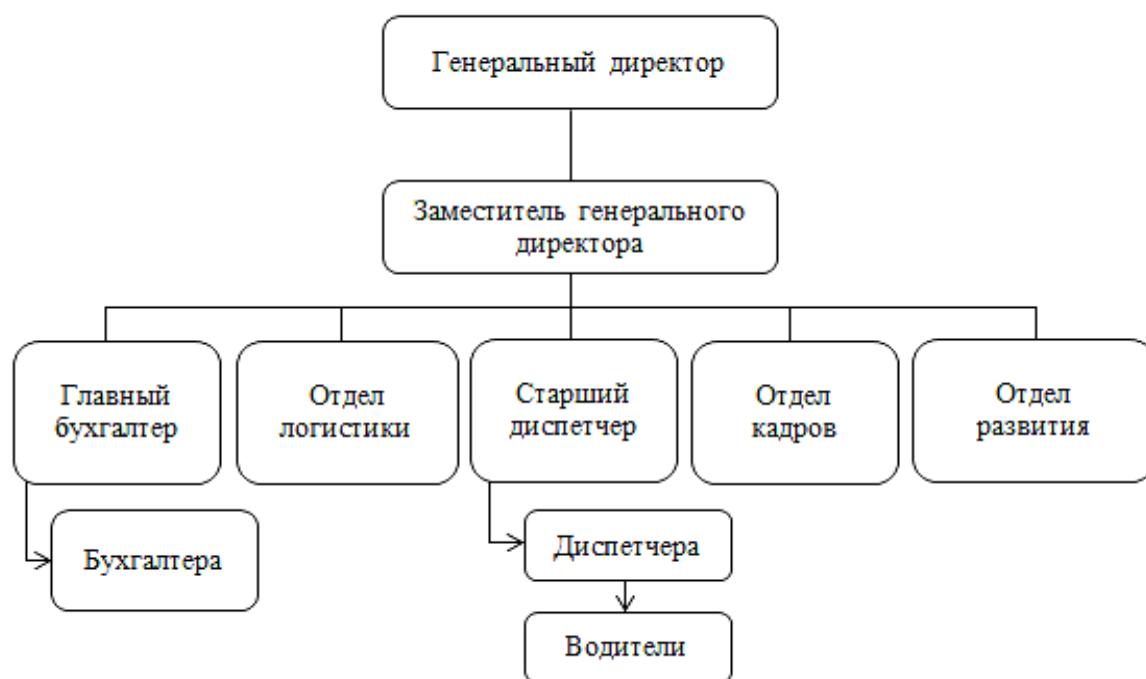 Генеральный директор
Заместитель генерального
директора
Главный
бухгалтер
Отдел
логистики
Старший
диспетчер
Отдел
кадров
Отдел
развития
Бухгалтера
Диспетчера
Водители